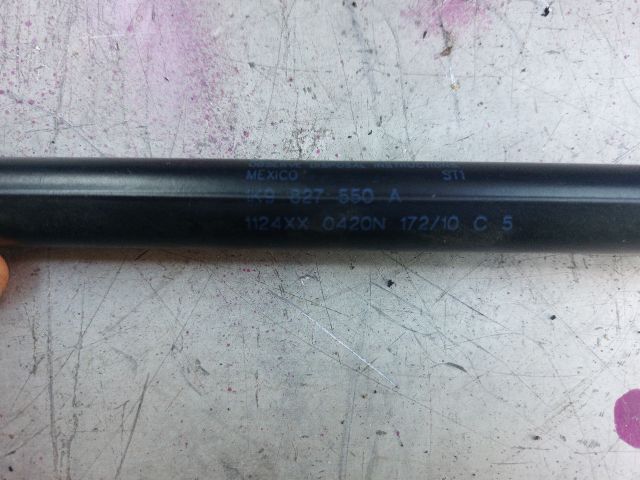 MEXICO ST1
1K9 827 550 A
1124XX 0420N 172/10 C 5